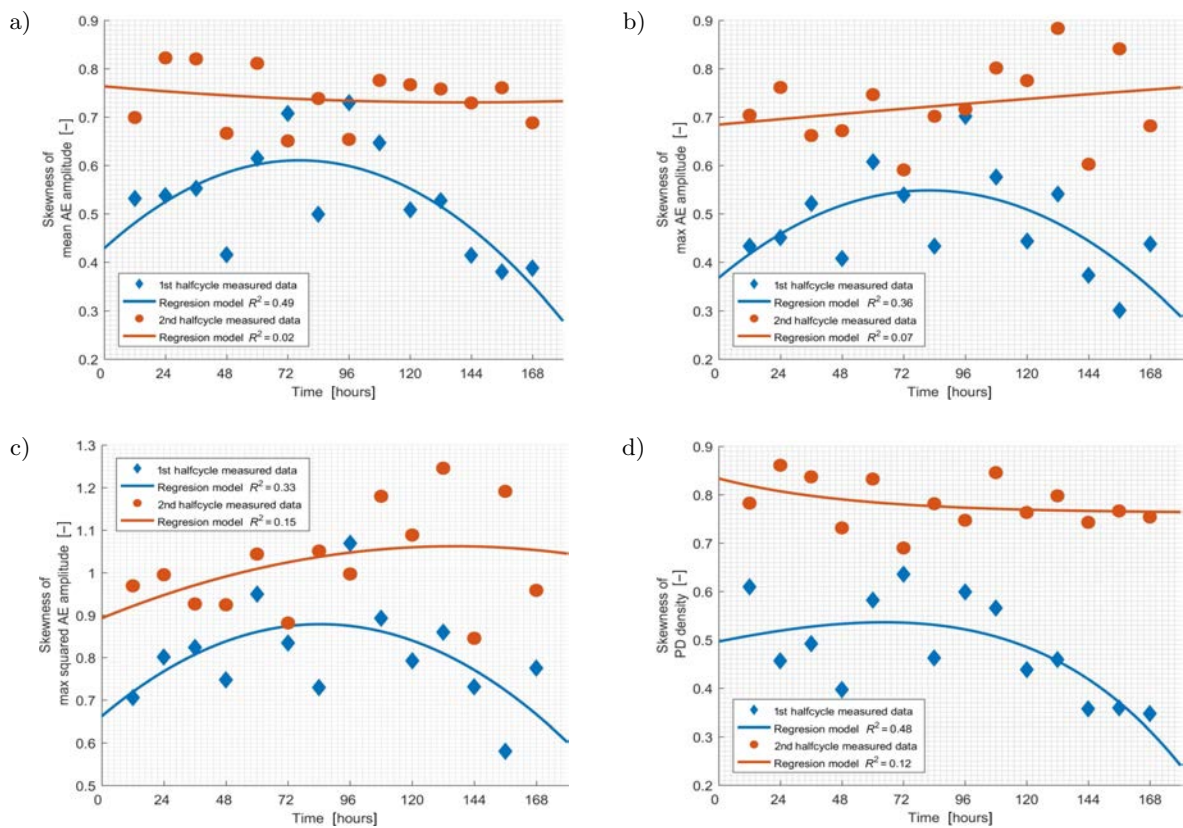 a)
0.9
0.8
0.7
0.6
0.5
0.4
0.3
0.2
Skewness of
mean AE amplitude [–]
1st halfcycle measured data
Regresion model R² = 0.49
2nd halfcycle measured data
Regresion model R² = 0.02
0 24 48 72 96 120 144 168
Time [hours]
b)
0.9
0.8
0.7
0.6
0.5
0.4
0.3
0.2
Skewness of
max AE amplitude [–]
1st halfcycle measured data
Regresion model R² = 0.36
2nd halfcycle measured data
Regresion model R² = 0.07
0 24 48 72 96 120 144 168
Time [hours]
c)
1.3
1.2
1.1
1
0.9
0.8
0.7
0.6
0.5
Skewness of
max squared AE amplitude [–]
1st halfcycle measured data
Regresion model R² = 0.33
2nd halfcycle measured data
Regresion model R² = 0.15
0 24 48 72 96 120 144 168
Time [hours]
d)
0.9
0.8
0.7
0.6
0.5
0.4
0.3
0.2
Skewness of
PD density [–]
1st halfcycle measured data
Regresion model R² = 0.48
2nd halfcycle measured data
Regresion model R² = 0.12
0 24 48 72 96 120 144 168
Time [hours]